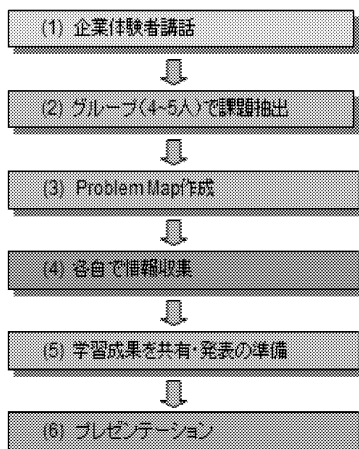 (1) 企業体験者講話
(2) グループ(4~5人)で課題抽出
(3) Problem Map作成
(4) 各自で情報収集
(5) 学習成果を共有・発表の準備
(6) プレゼンテーション